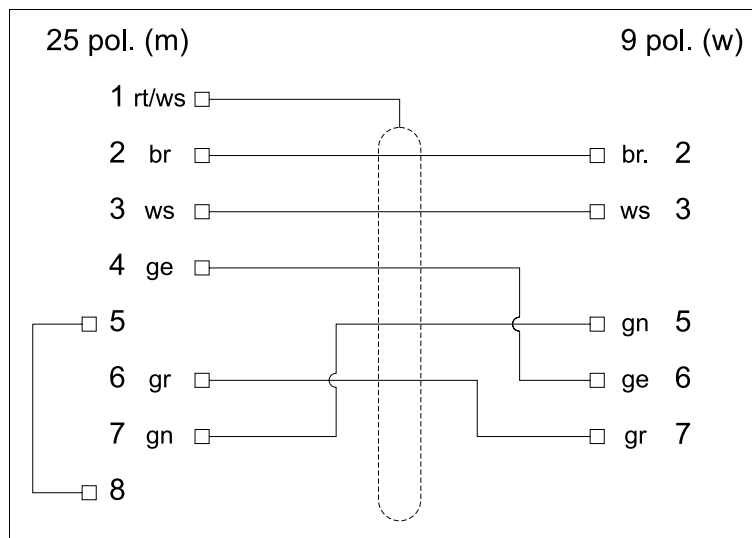 25 pol. (m) 9 pol. (w)
1 rt/ws
2 br br. 2
3 ws ws 3
4 ge
5 gn 5
6 gr ge 6
7 gn gr 7
8